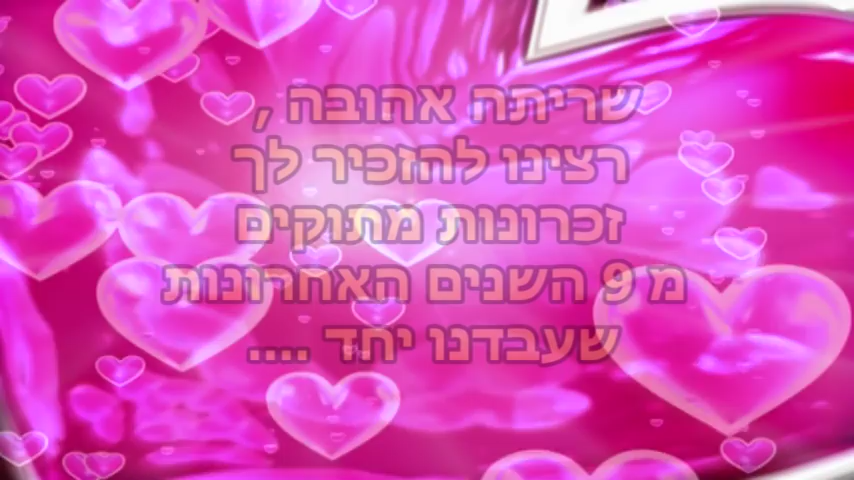 שריתה אהובה ,
רצינו להזכיר לך
זכרונות מתוקים
מ 9 השנים האחרונות
שעבדנו יחד ....